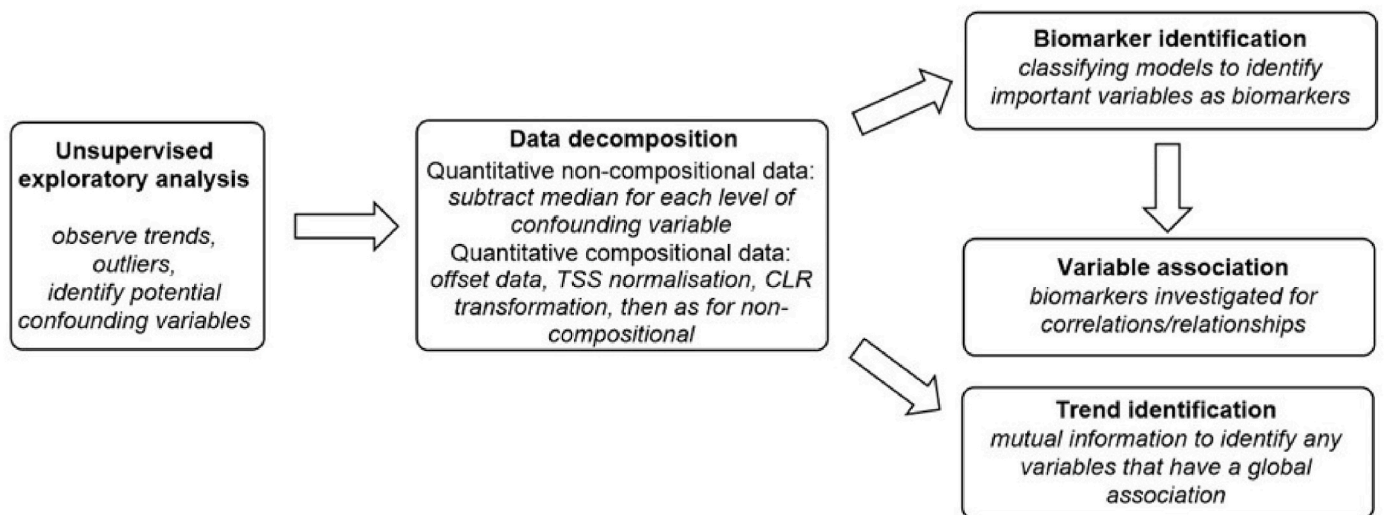 Unsupervised
exploratory analysis
observe trends,
outliers,
identify potential
confounding variables
Data decomposition
Quantitative non-compositional data:
subtract median for each level of
confounding variable
Quantitative compositional data:
offset data, TSS normalisation, CLR
transformation, then as for non-
compositional
Biomarker identification
classifying models to identify
important variables as biomarkers
Variable association
biomarkers investigated for
correlations/relationships
Trend identification
mutual information to identify any
variables that have a global
association